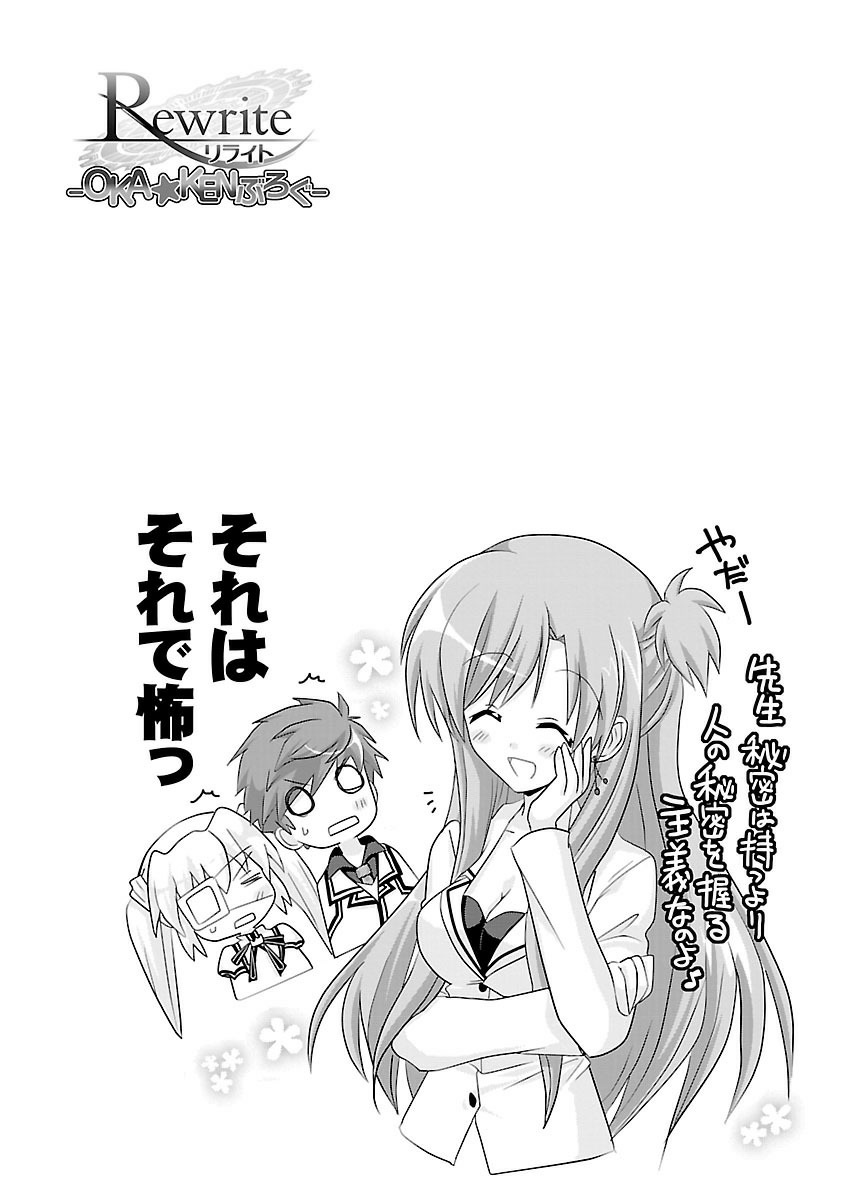 Rewrite
リライト
-OKA★KENぶろぐ-
やだー
先生 秘密は持つより
人の秘密を握る
主義なのよ♪
それは
それで怖っ